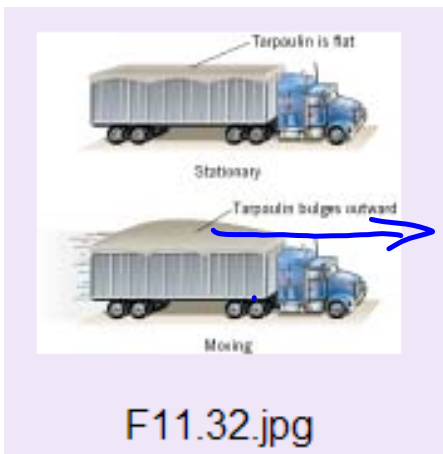 Tarpaulin is flat
Stationary
Tarpaulin bulges outward
Moving
F11.32.jpg